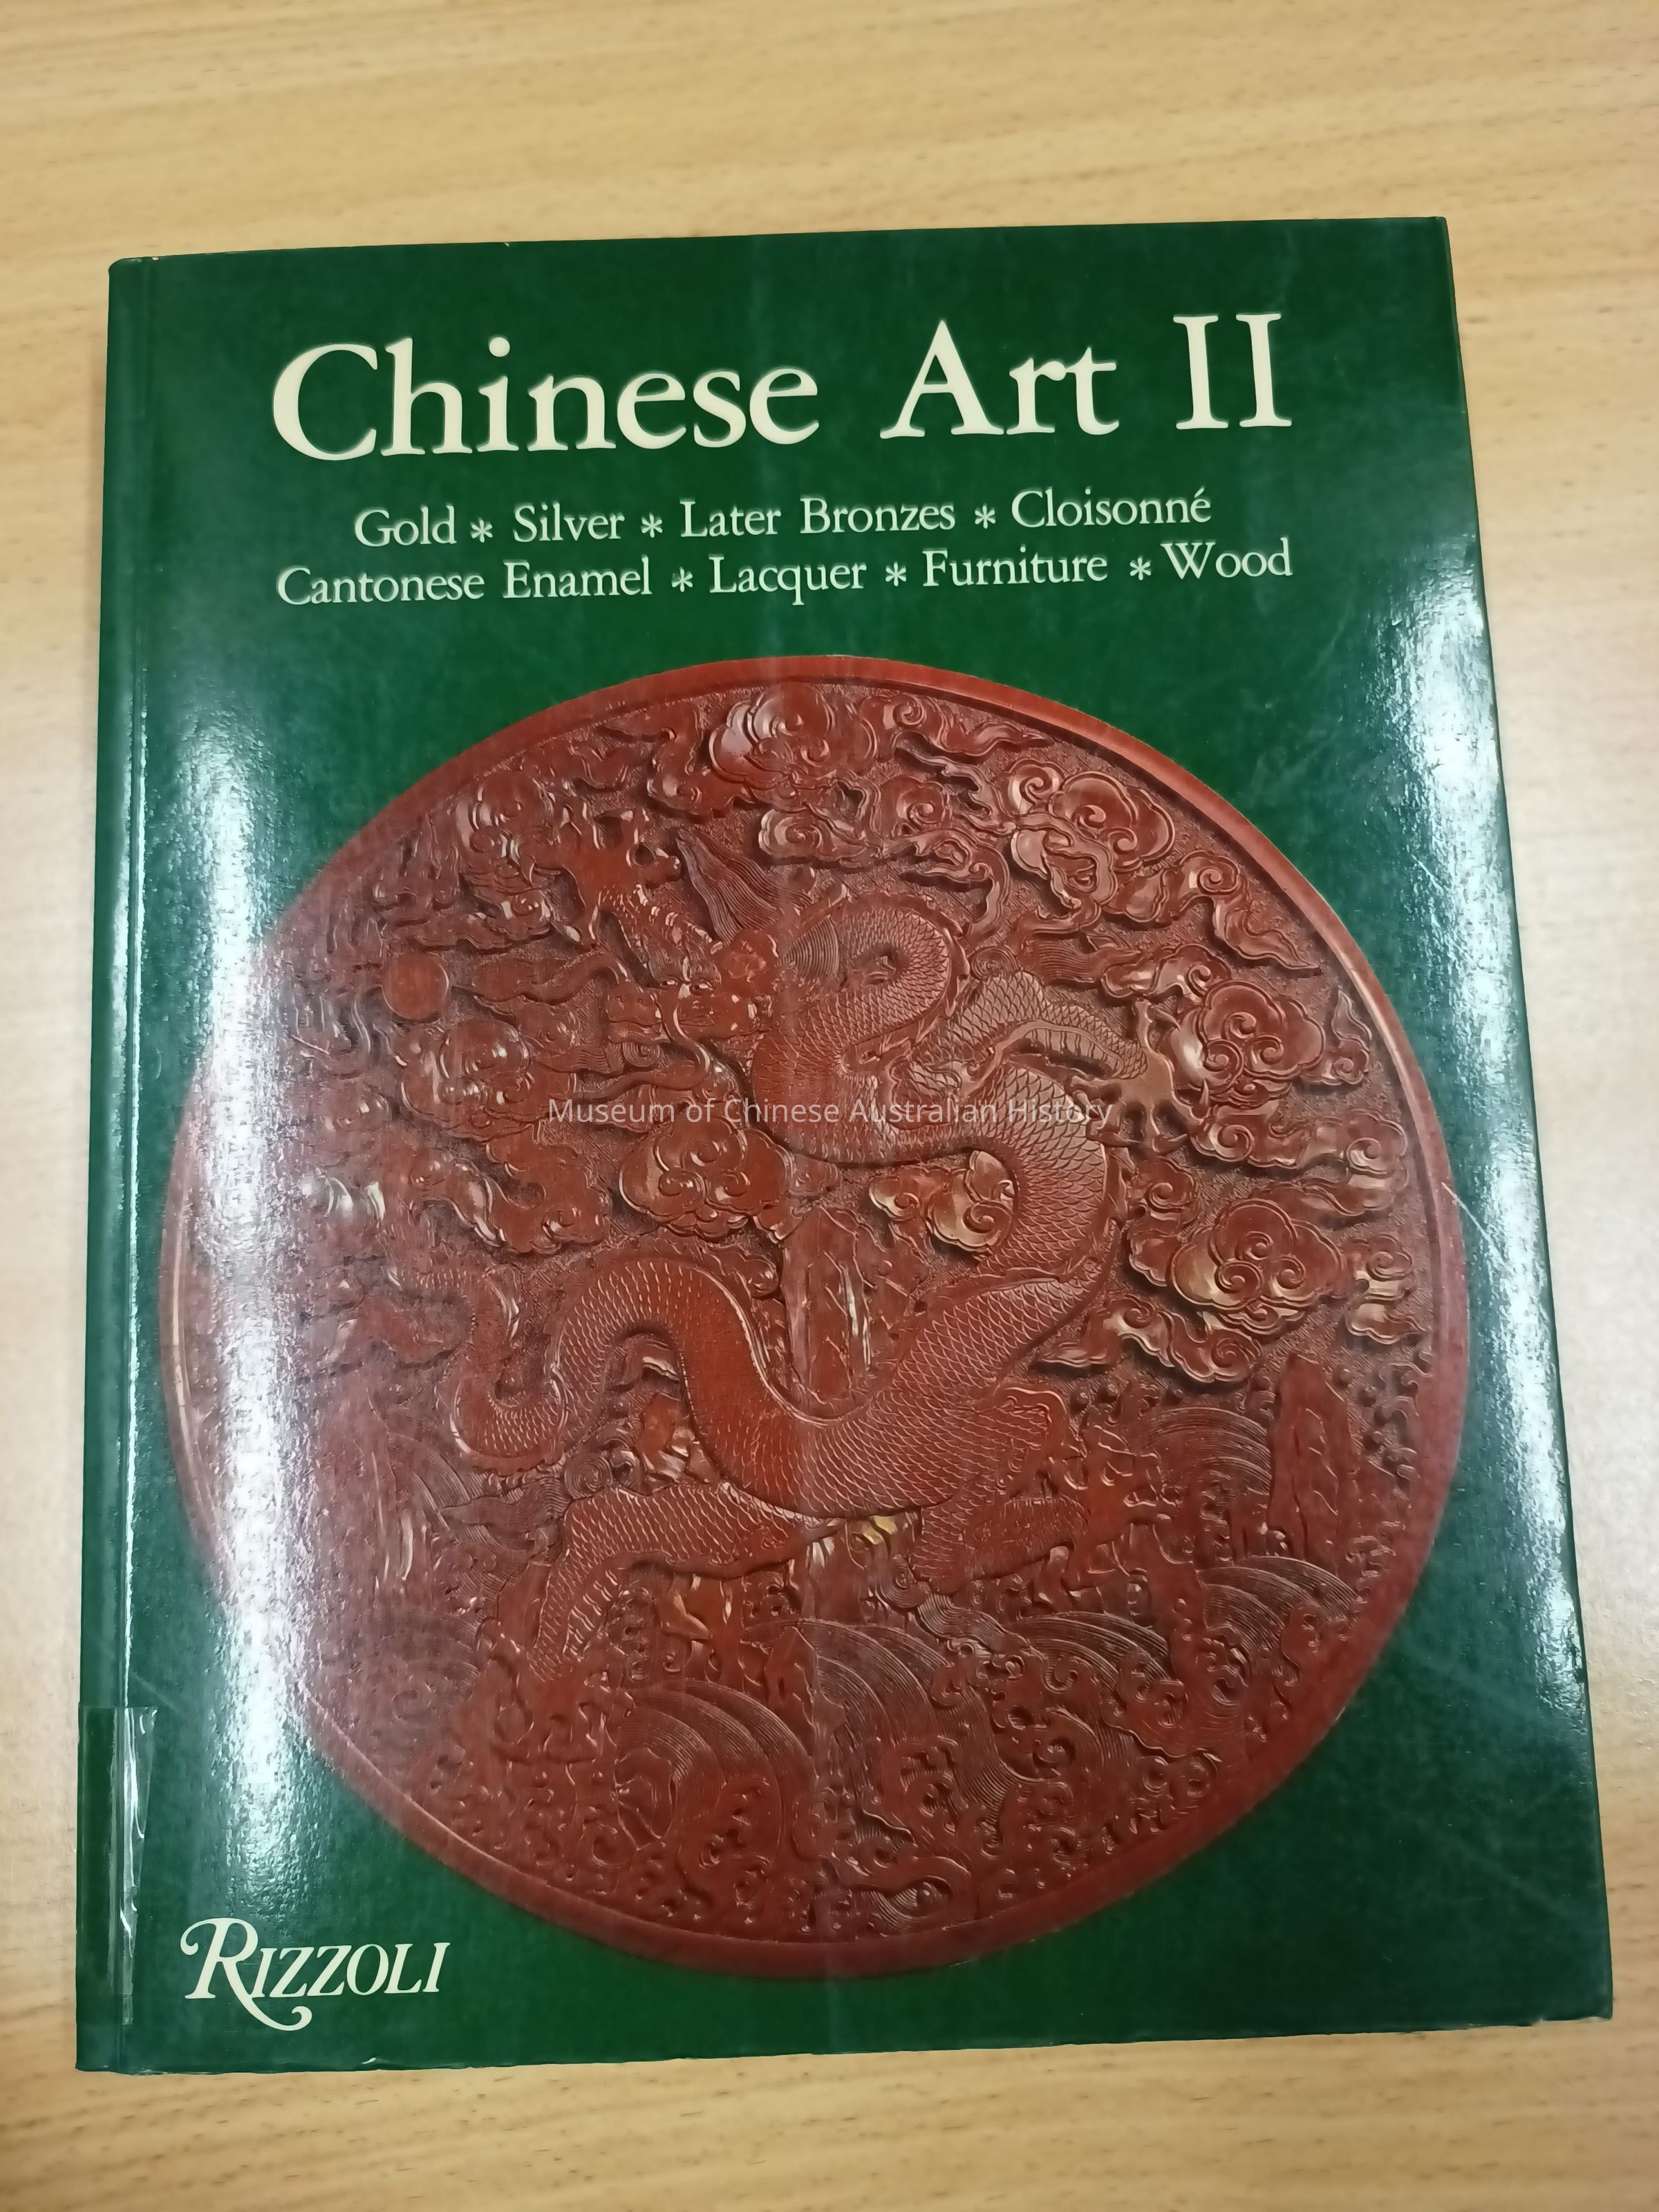 Chinese Art II
Gold * Silver * Later Bronzes * Cloisonné
Cantonese Enamel * Lacquer * Furniture * Wood
Museum of Chinese Australian History
RIZZOLI